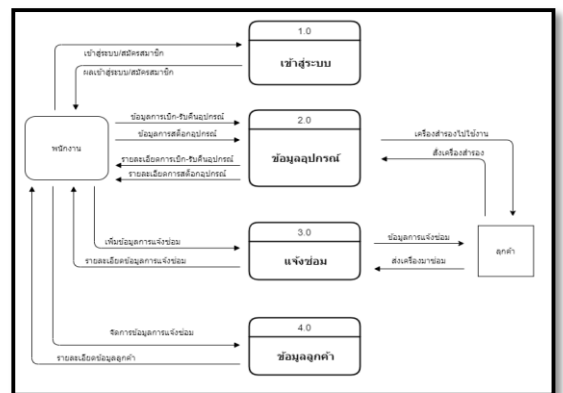 1.0
เข้าสู่ระบบ
เข้าสู่ระบบ/สมัครสมาชิก
ผลเข้าสู่ระบบ/สมัครสมาชิก
พนักงาน
ข้อมูลการเบิก-รับคืนอุปกรณ์
ข้อมูลการสต็อกอุปกรณ์
รายละเอียดการเบิก-รับคืนอุปกรณ์
รายละเอียดการสต็อกอุปกรณ์
2.0
ข้อมูลอุปกรณ์
เครื่องสำรองไปใช้งาน
สั่งเครื่องสำรอง
เพิ่มข้อมูลการแจ้งซ่อม
รายละเอียดข้อมูลการแจ้งซ่อม
3.0
แจ้งซ่อม
ข้อมูลการแจ้งซ่อม
ส่งเครื่องมาซ่อม
ลูกค้า
จัดการข้อมูลการแจ้งซ่อม
รายละเอียดข้อมูลลูกค้า
4.0
ข้อมูลลูกค้า